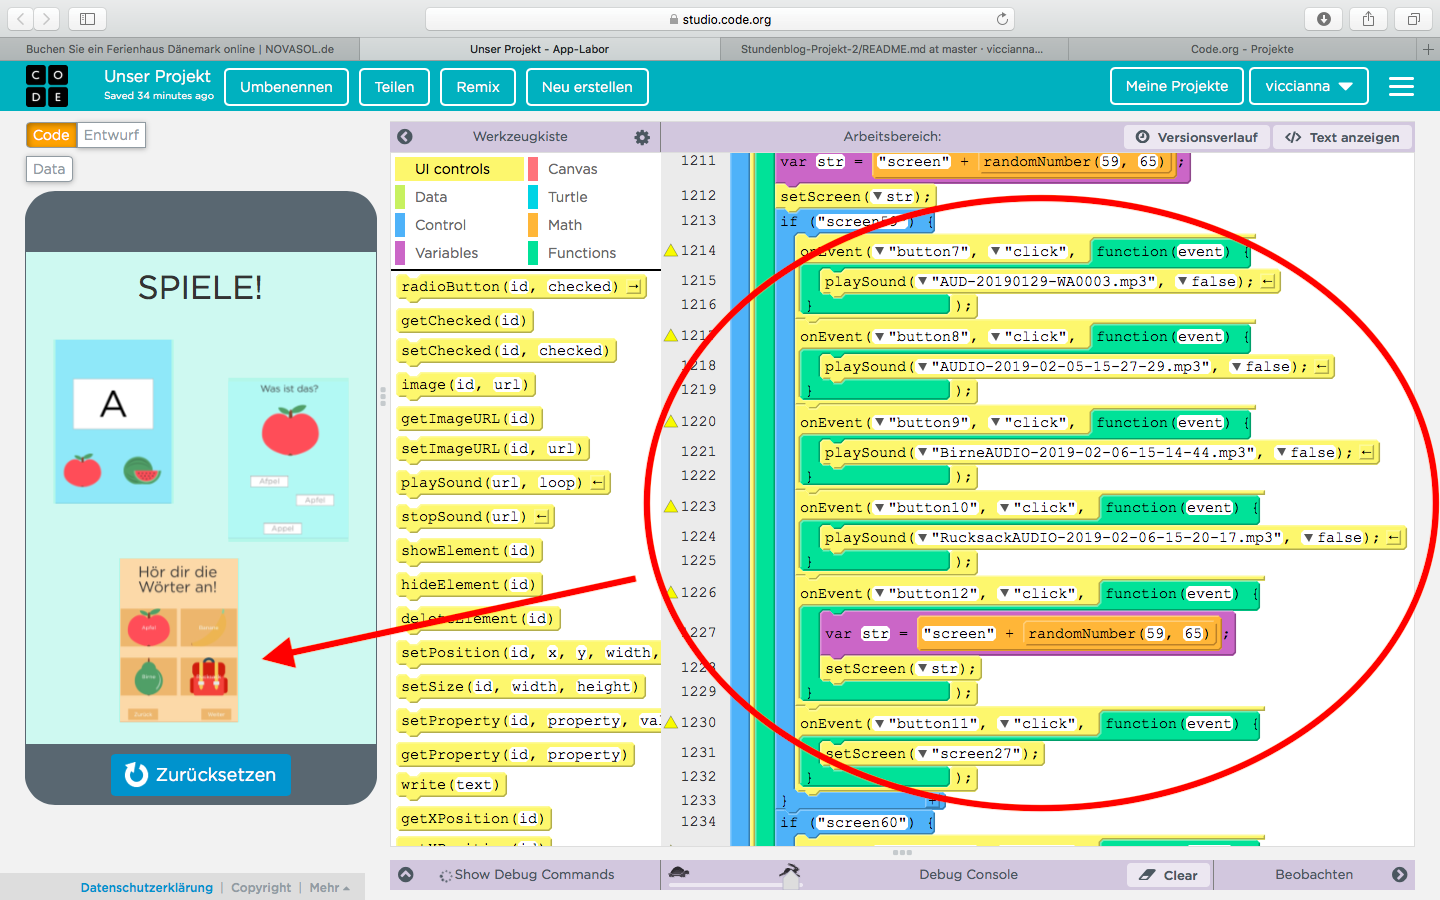 studio.code.org
Buchen Sie ein Ferienhaus Dänemark online | NOVASOL.de
Unser Projekt - App-Labor
Stundenblog-Projekt-2/README.md at master · viccianna...
Code.org - Projekte
C O
D E
Unser Projekt
Saved 34 minutes ago
Umbenennen
Teilen
Remix
Neu erstellen
Meine Projekte
viccianna
Code
Entwurf
Data
SPIELE!
A
Was ist das?
Afpel
Apfel
Appel
Hör dir die
Wörter an!
Apfel
Banane
Birne
Zurück
Weiter
Zurücksetzen
Datenschutzerklärung | Copyright | Mehr
Werkzeugkiste
UI controls
Canvas
Data
Turtle
Control
Math
Variables
Functions
radioButton(id, checked)
getChecked(id)
setChecked(id, checked)
image(id, url)
getImageURL(id)
setImageURL(id, url)
playSound(url, loop)
stopSound(url)
showElement(id)
hideElement(id)
deleteElement(id)
setPosition(id, x, y, width,
setSize(id, width, height)
setProperty(id, property, val
getProperty(id, property)
write(text)
getXPosition(id)
Arbeitsbereich:
Versionsverlauf
</> Text anzeigen
1211 var str = "screen" + randomNumber(59, 65);
1212 setScreen(str);
1213 if ("screen59") {
1214 onEvent("button7", "click", function(event) {
1215 playSound("AUD-20190129-WA0003.mp3", false);
1216 } );
1217 onEvent("button8", "click", function(event) {
1218 playSound("AUDIO-2019-02-05-15-27-29.mp3", false);
1219 } );
1220 onEvent("button9", "click", function(event) {
1221 playSound("BirneAUDIO-2019-02-06-15-14-44.mp3", false);
1222 } );
1223 onEvent("button10", "click", function(event) {
1224 playSound("RucksackAUDIO-2019-02-06-15-20-17.mp3", false);
1225 } );
1226 onEvent("button12", "click", function(event) {
1227 var str = "screen" + randomNumber(59, 65);
1228 setScreen(str);
1229 } );
1230 onEvent("button11", "click", function(event) {
1231 setScreen("screen27");
1232 } );
1233 } +
1234 if ("screen60") {
Show Debug Commands
Debug Console
Clear
Beobachten